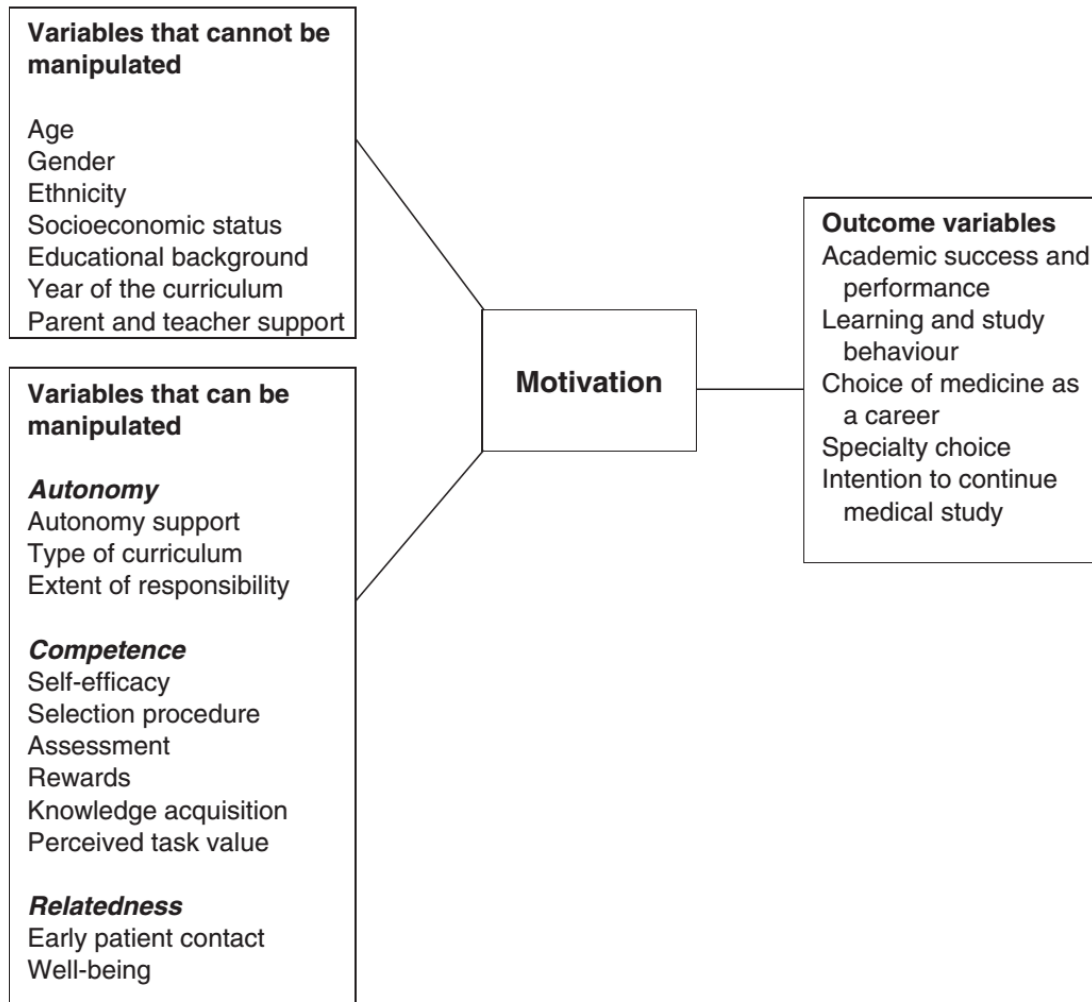 Variables that cannot be
manipulated
Age
Gender
Ethnicity
Socioeconomic status
Educational background
Year of the curriculum
Parent and teacher support
Variables that can be
manipulated
Autonomy
Autonomy support
Type of curriculum
Extent of responsibility
Competence
Self-efficacy
Selection procedure
Assessment
Rewards
Knowledge acquisition
Perceived task value
Relatedness
Early patient contact
Well-being
Motivation
Outcome variables
Academic success and
performance
Learning and study
behaviour
Choice of medicine as
a career
Specialty choice
Intention to continue
medical study